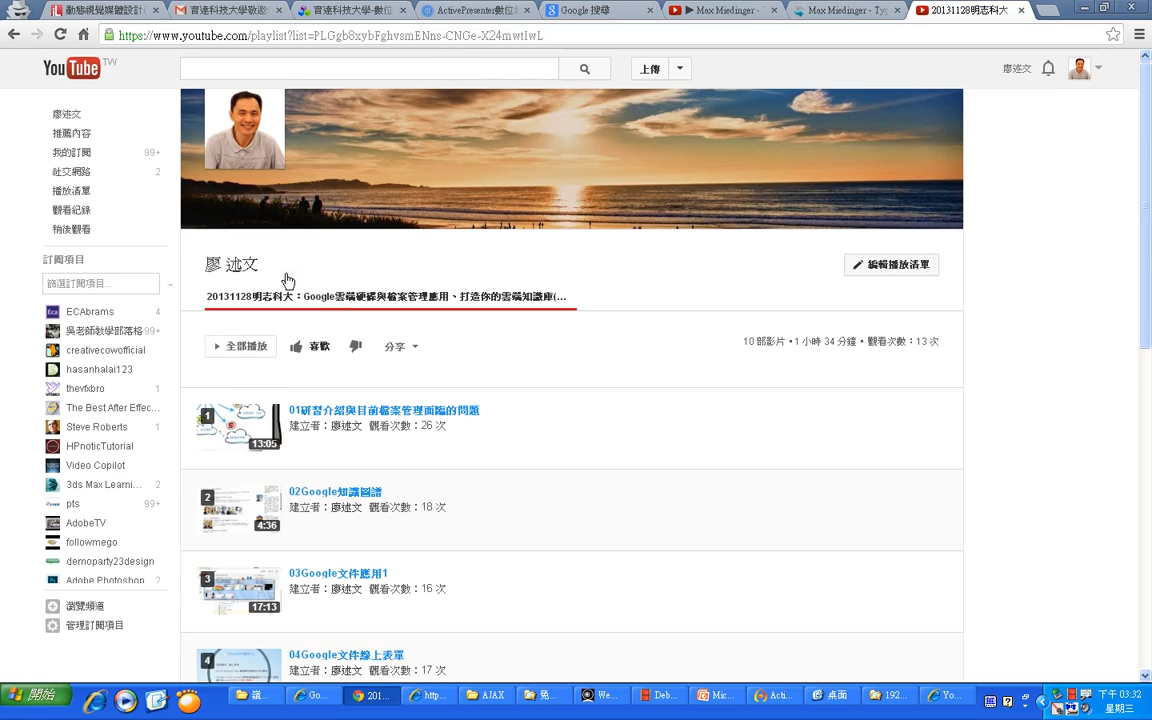 動態視覺媒體設計(
育達科技大學敬邀
育達科技大學-數位
ActivePresenter數位
Google 搜尋
▶ Max Miedinger - 
Max Miedinger - Typ
20131128明志科大
https://www.youtube.com/playlist?list=PLGgb8xybFghvsmENns-CNGe-X24mwtIwL
YouTube TW
上傳
廖述文
廖述文
推薦內容
我的訂閱 99+
社交網路 2
播放清單
觀看紀錄
稍後觀看
訂閱項目
篩選訂閱項目...
ECAbrams 4
吳老師教學部落格 99+
creativecowofficial
hasanhalai123
thevfxbro 1
The Best After Effec...
Steve Roberts 1
HPnoticTutorial
Video Copilot
3ds Max Learni... 2
pts 99+
AdobeTV
followmego
demoparty23design
Adobe Photoshop 2
瀏覽頻道
管理訂閱項目
廖 述文
編輯播放清單
20131128明志科大：Google雲端硬碟與檔案管理應用、打造你的雲端知識庫(...
全部播放 喜歡 分享
10 部影片 • 1 小時 34 分鐘 • 觀看次數：13 次
1
13:05
01研習介紹與目前檔案管理面臨的問題
建立者：廖述文 觀看次數：26 次
2
4:36
02Google知識圖譜
建立者：廖述文 觀看次數：18 次
3
17:13
03Google文件應用1
建立者：廖述文 觀看次數：16 次
4
04Google文件線上表單
建立者：廖述文 觀看次數：17 次
開始
Go...
201...
http...
AJAX
We...
Deb...
Mic...
Acti...
桌面
192...
Yo...
下午 03:32
星期三